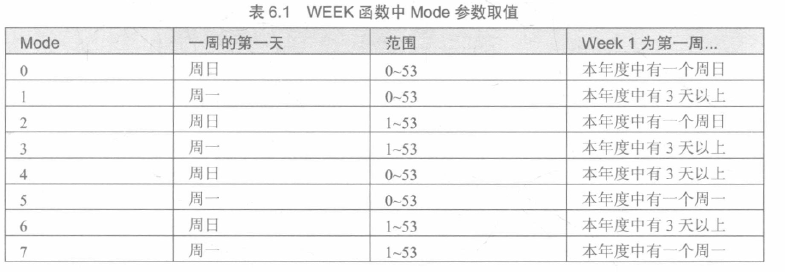 表 6.1 WEEK 函数中 Mode 参数取值
Mode 一周的第一天 范围 Week 1 为第一周...
0 周日 0~53 本年度中有一个周日
1 周一 0~53 本年度中有 3 天以上
2 周日 1~53 本年度中有一个周日
3 周一 1~53 本年度中有 3 天以上
4 周日 0~53 本年度中有 3 天以上
5 周一 0~53 本年度中有一个周一
6 周日 1~53 本年度中有 3 天以上
7 周一 1~53 本年度中有一个周一